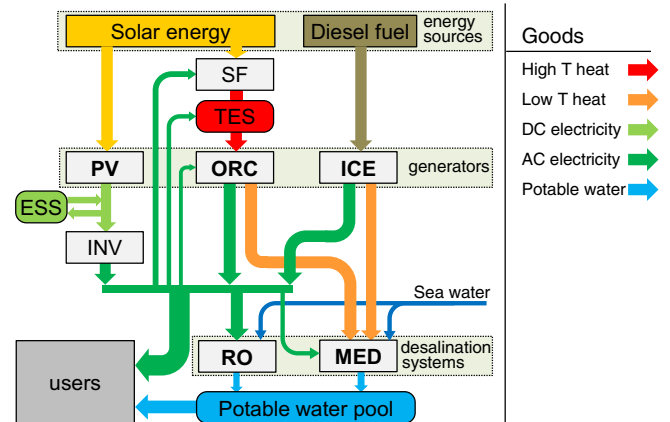 Solar energy
Diesel fuel
energy
sources
Goods
SF
High T heat
TES
Low T heat
DC electricity
AC electricity
Potable water
PV
ORC
ICE
generators
ESS
INV
Sea water
RO
MED
desalination
systems
users
Potable water pool